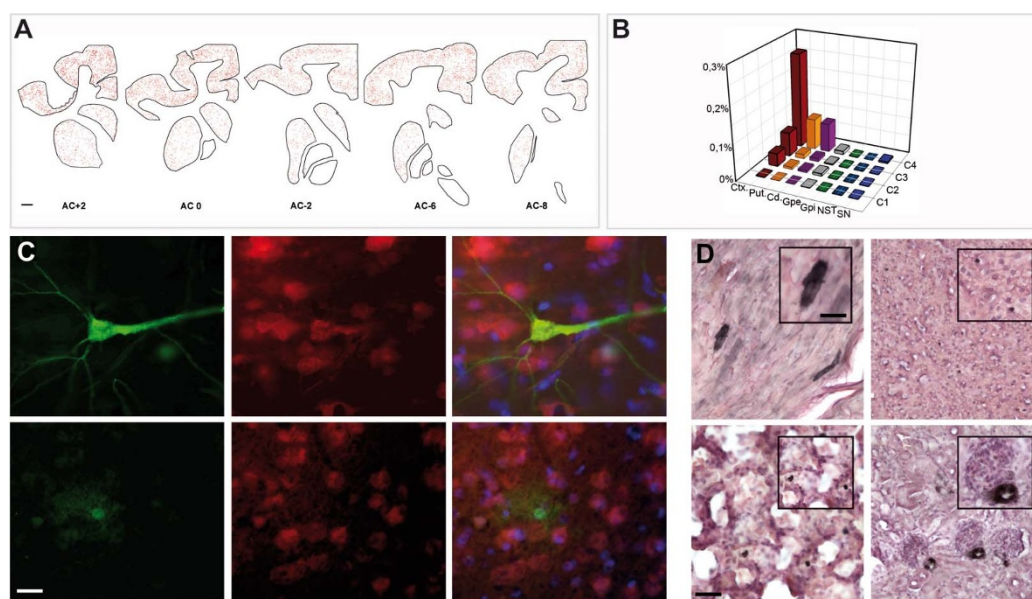 A
AC+2 AC 0 AC-2 AC-6 AC-8
B
0,3%
0,2%
0,1%
0%
Ctx. Put. Cd. Gpe Gpi NST SN
C1 C2 C3 C4
C
D